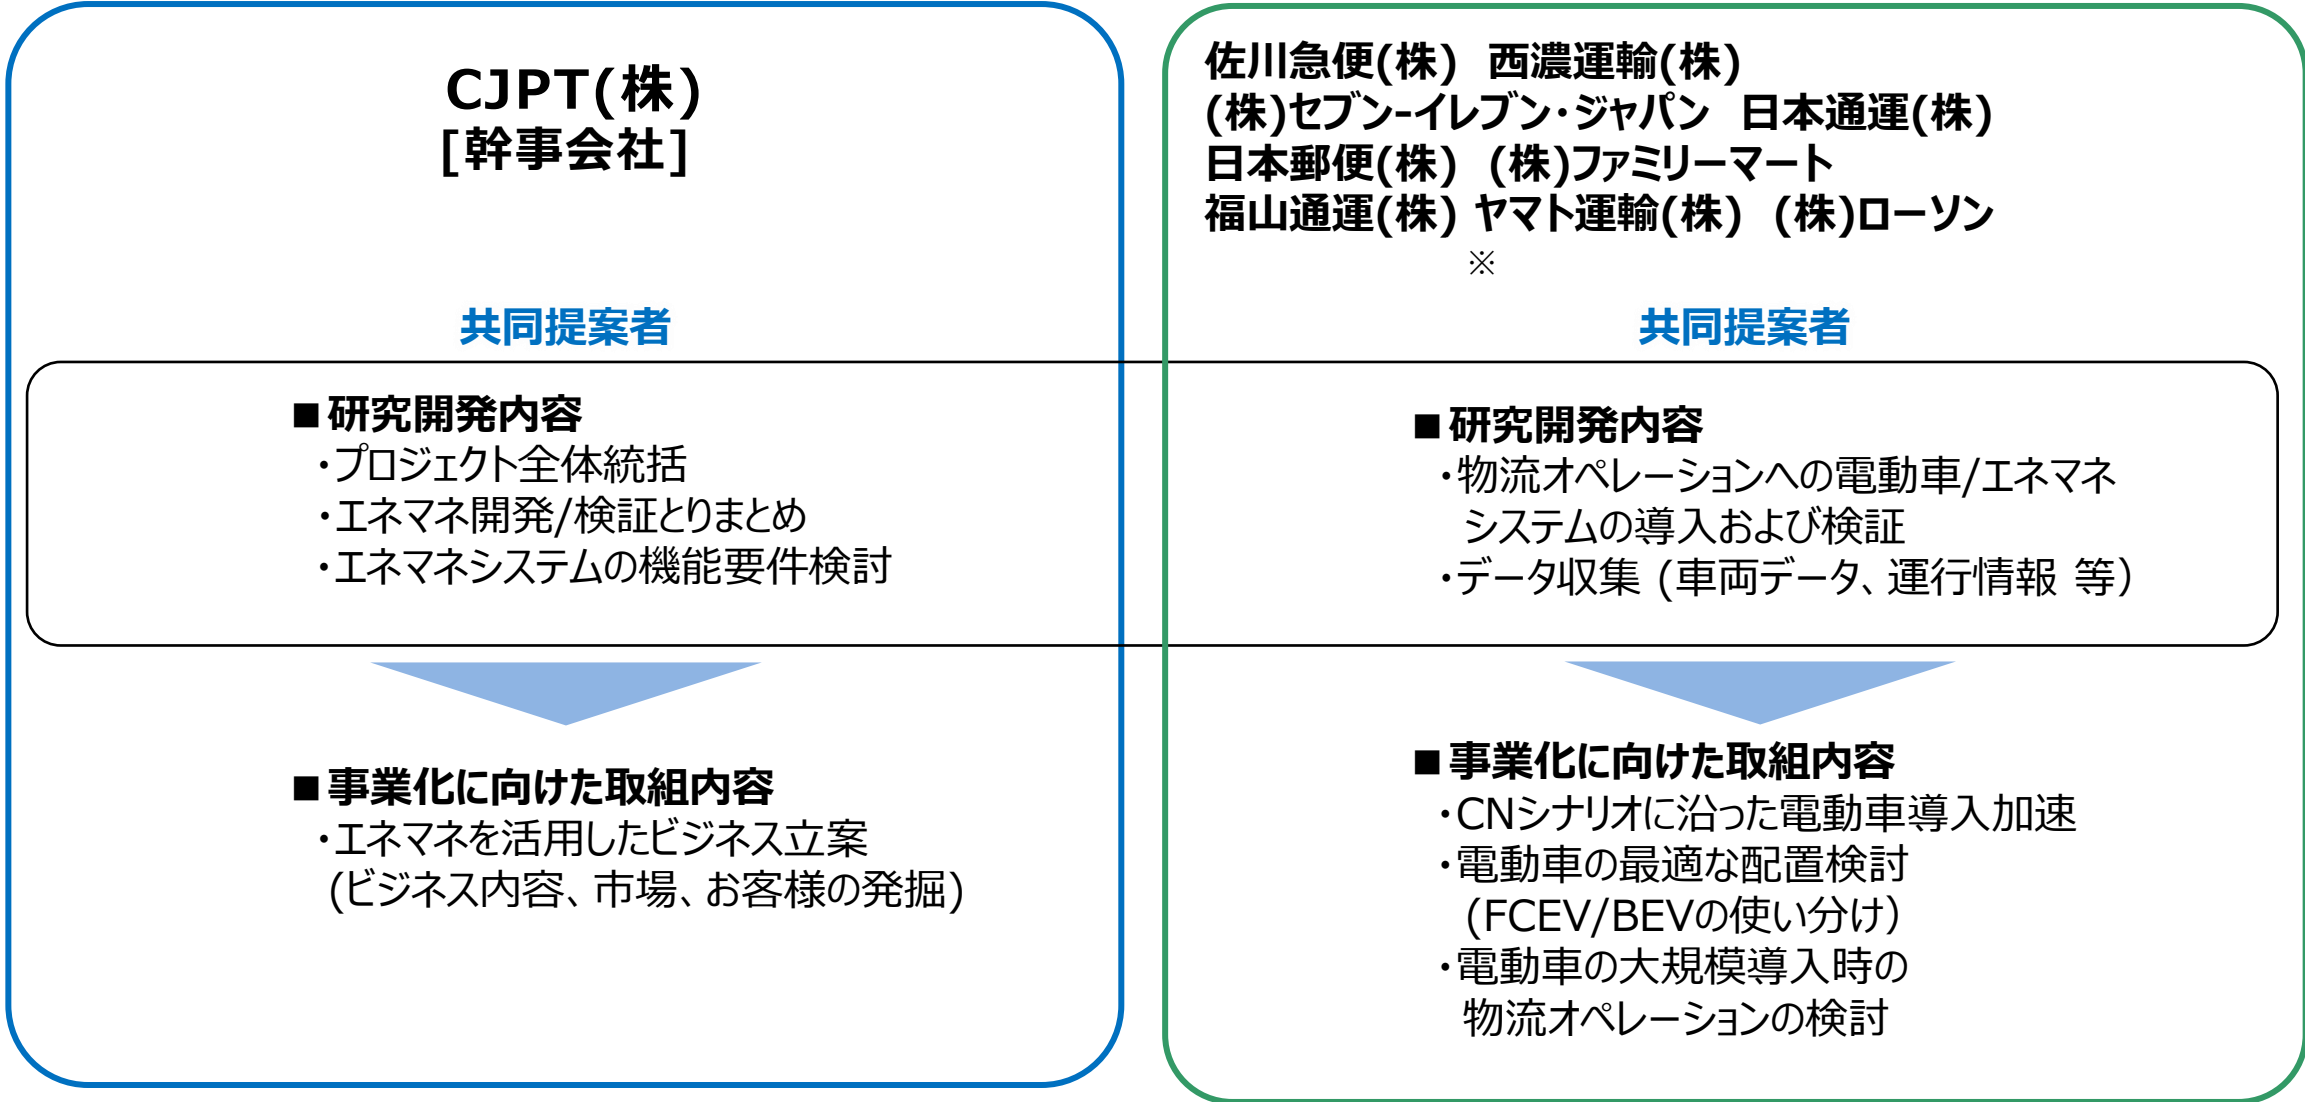 CJPT(株)
[幹事会社]
共同提案者
■研究開発内容
・プロジェクト全体統括
・エネマネ開発/検証とりまとめ
・エネマネシステムの機能要件検討
■事業化に向けた取組内容
・エネマネを活用したビジネス立案
(ビジネス内容、市場、お客様の発掘)
佐川急便(株) 西濃運輸(株)
(株)セブン-イレブン・ジャパン 日本通運(株)
日本郵便(株) (株)ファミリーマート
福山通運(株) ヤマト運輸(株) (株)ローソン
※
共同提案者
■研究開発内容
・物流オペレーションへの電動車/エネマネ
システムの導入および検証
・データ収集 (車両データ、運行情報 等）
■事業化に向けた取組内容
・CNシナリオに沿った電動車導入加速
・電動車の最適な配置検討
(FCEV/BEVの使い分け）
・電動車の大規模導入時の
物流オペレーションの検討